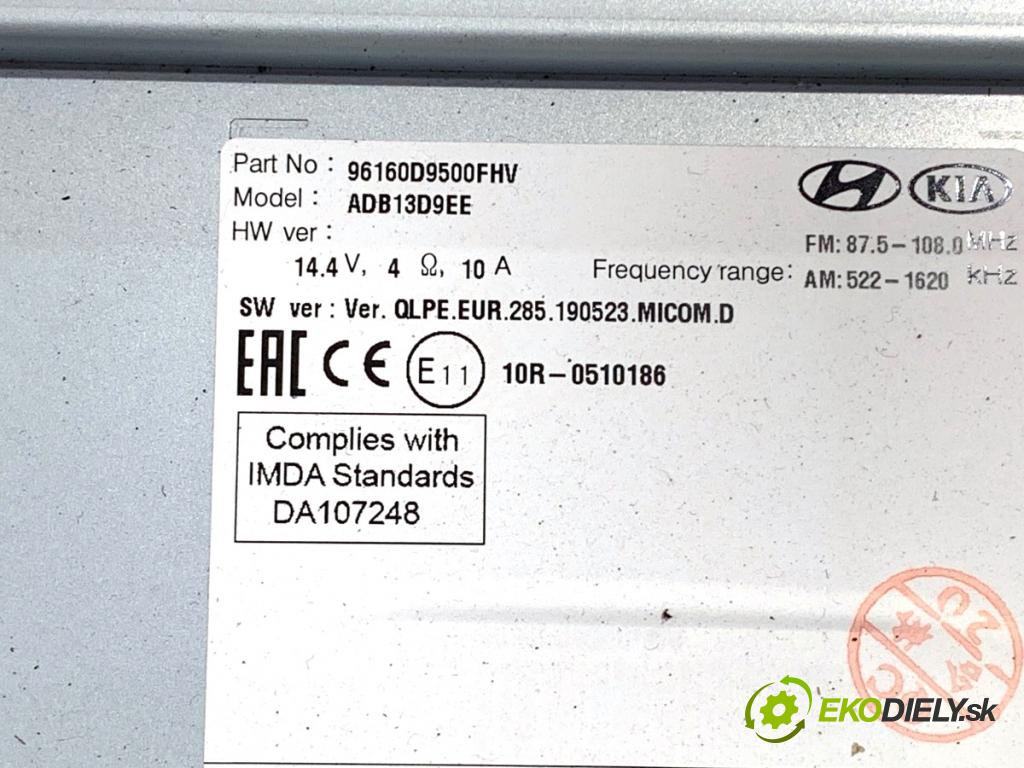 Part No : 96160D9500FHV
Model : ADB13D9EE
HW ver :
KIA
FM: 87.5-108.0 MHz
14.4 V, 4 Ω, 10 A
Frequency range: AM: 522-1620 kHz
SW ver : Ver. QLPE.EUR.285.190523.MICOM.D
EAC CE E11 10R-0510186
Complies with
IMDA Standards
DA107248
EKODIELY.sk